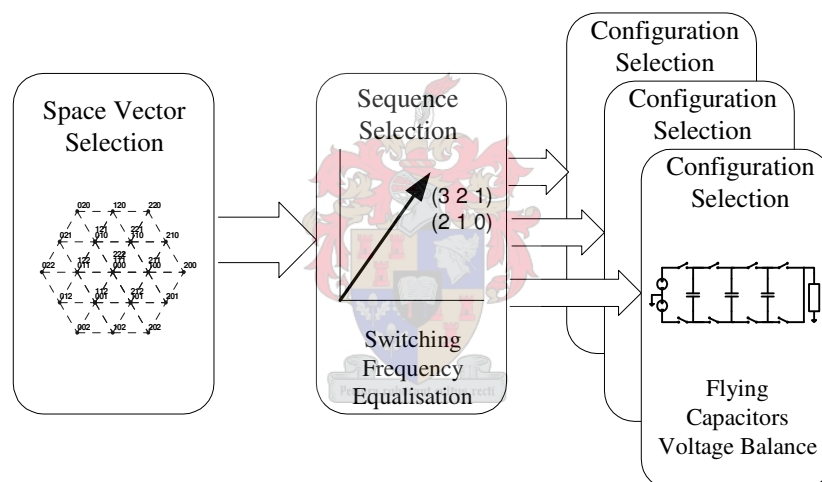 Space Vector
Selection
020 120 220
121 221
021 010 110 210
222
122 111 211
022 011 000 100 200
112 212
012 001 101 201
002 102 202
Sequence
Selection
(3 2 1)
(2 1 0)
Switching
Frequency
Equalisation
recti
Configuration
Selection
Configuration
Selection
Configuration
Selection
Flying
Capacitors
Voltage Balance